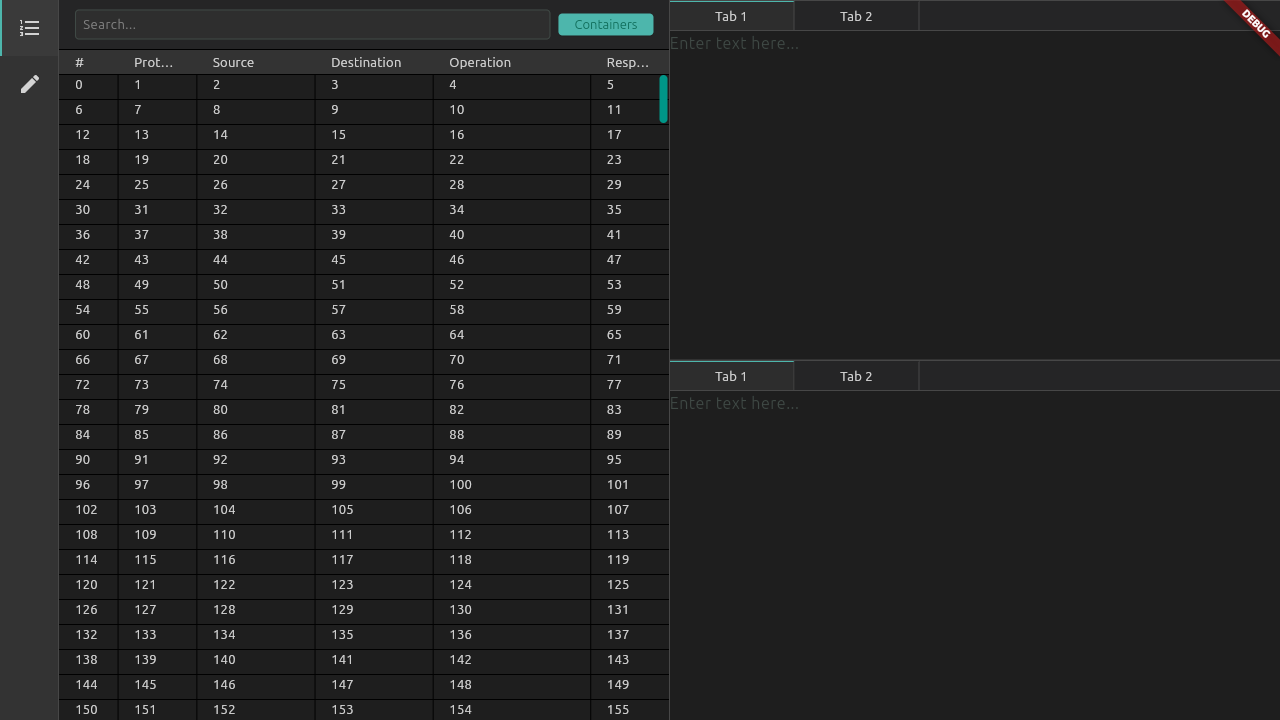 Search... Containers
# Prot... Source Destination Operation Resp...
0 1 2 3 4 5
6 7 8 9 10 11
12 13 14 15 16 17
18 19 20 21 22 23
24 25 26 27 28 29
30 31 32 33 34 35
36 37 38 39 40 41
42 43 44 45 46 47
48 49 50 51 52 53
54 55 56 57 58 59
60 61 62 63 64 65
66 67 68 69 70 71
72 73 74 75 76 77
78 79 80 81 82 83
84 85 86 87 88 89
90 91 92 93 94 95
96 97 98 99 100 101
102 103 104 105 106 107
108 109 110 111 112 113
114 115 116 117 118 119
120 121 122 123 124 125
126 127 128 129 130 131
132 133 134 135 136 137
138 139 140 141 142 143
144 145 146 147 148 149
150 151 152 153 154 155
Tab 1 Tab 2
DEBUG
Enter text here...
Tab 1 Tab 2
Enter text here...